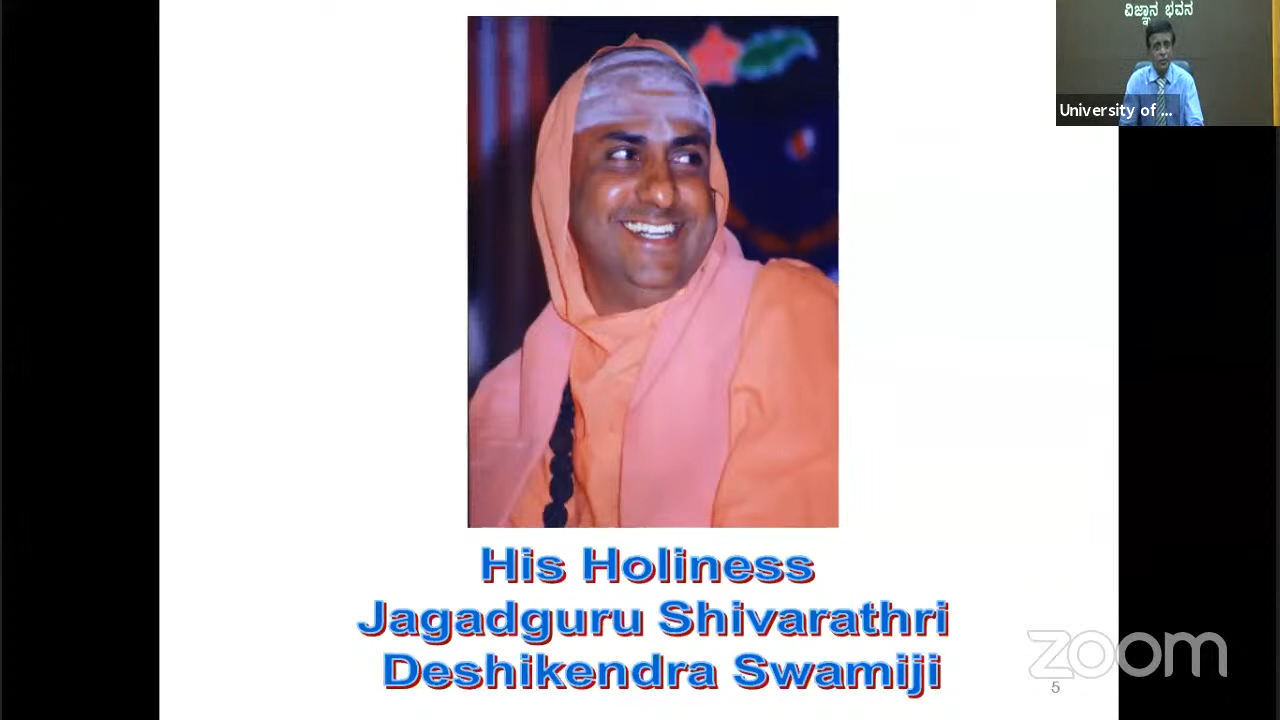 ವಿಜ್ಞಾನ ಭವನ
University of ...
His Holiness
Jagadguru Shivarathri
Deshikendra Swamiji
zoom
5